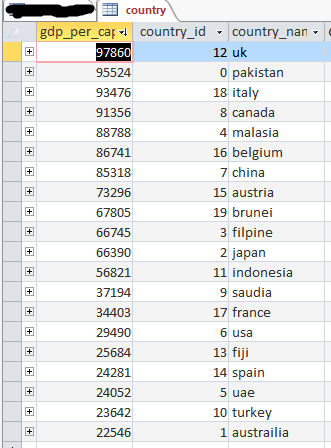 country
gdp_per_cap country_id country_nam
97860 12 uk
95524 0 pakistan
93476 18 italy
91356 8 canada
88788 4 malasia
86741 16 belgium
85318 7 china
73296 15 austria
67805 19 brunei
66745 3 filpine
66390 2 japan
56821 11 indonesia
37194 9 saudia
34403 17 france
29490 6 usa
25684 13 fiji
24281 14 spain
24052 5 uae
23642 10 turkey
22546 1 austrailia